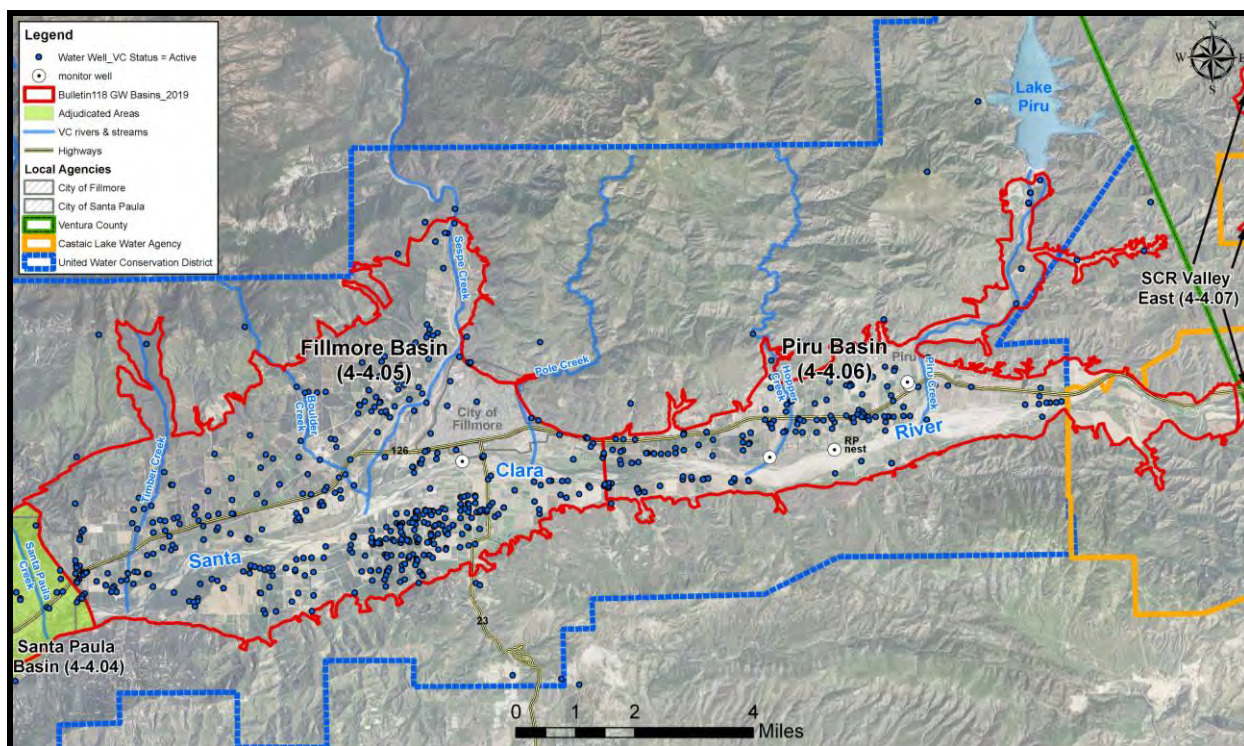 Legend
Water Well_VC Status = Active
monitor well
Bulletin118 GW Basins_2019
Adjudicated Areas
VC rivers & streams
Highways
Local Agencies
City of Fillmore
City of Santa Paula
Ventura County
Castaic Lake Water Agency
United Water Conservation District
N
W E
S
Lake
Piru
SCR Valley
East (4-4.07)
Sespe Creek
Fillmore Basin
(4-4.05)
Piru Basin
(4-4.06)
Piru
Pole Creek
Hopper
Creek
Piru Creek
Boulder
Creek
City of
Fillmore
Timber Creek
126
Clara
River
RP
nest
Santa
Santa Paula
Creek
Santa Paula
Basin (4-4.04)
23
0 1 2 4
Miles